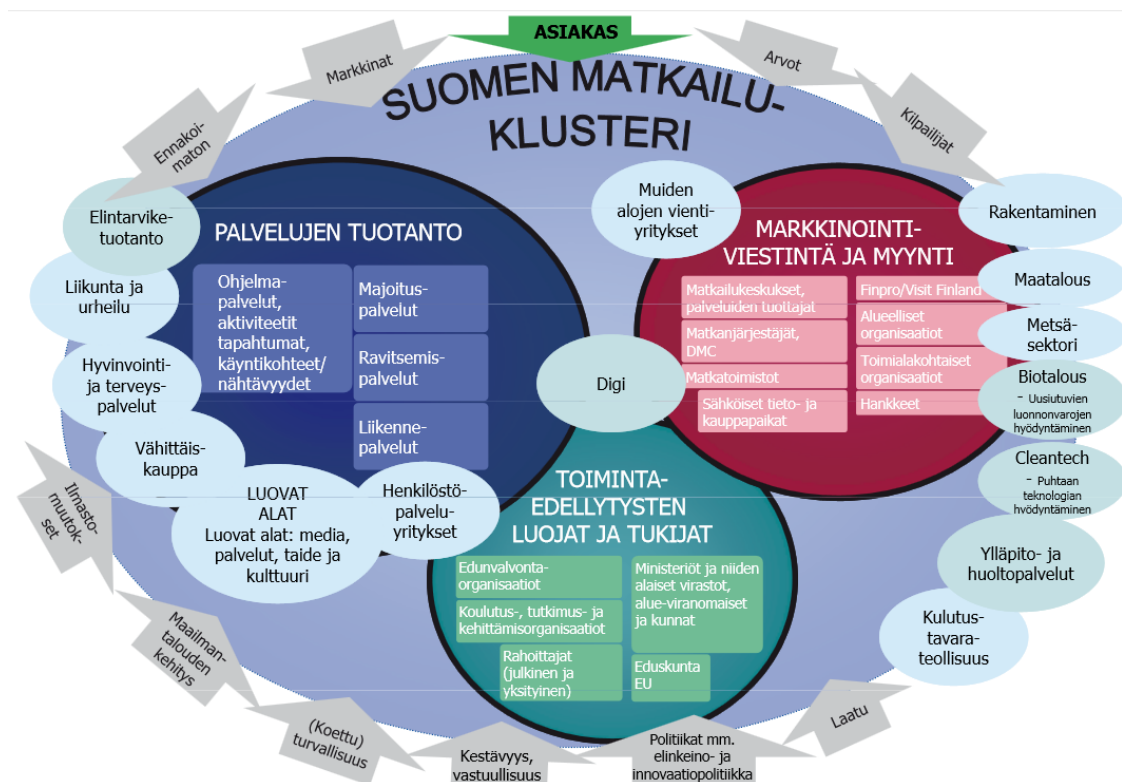 ASIAKAS
Markkinat
Arvot
SUOMEN MATKAILU-
KLUSTERI
Ennakoi-
maton
Kilpailijat
Elintarvike-
tuotanto
Liikunta ja
urheilu
Hyvinvointi-
ja terveys-
palvelut
Vähittäis-
kauppa
LUOVAT
ALAT
Luovat alat: media,
palvelut, taide ja
kulttuuri
Henkilöstö-
palvelu-
yritykset
PALVELUJEN TUOTANTO
Ohjelma-
palvelut,
aktiviteetit
tapahtumat,
käyntikohteet/
nähtävyydet
Majoitus-
palvelut
Ravitsemis-
palvelut
Liikenne-
palvelut
Digi
Muiden
alojen vienti-
yritykset
MARKKINOINTI-
VIESTINTÄ JA MYYNTI
Matkailukeskukset,
palveluiden tuottajat
Matkanjärjestäjät,
DMC
Matkatoimistot
Sähköiset tieto- ja
kauppapaikat
Finpro/Visit Finland
Alueelliset
organisaatiot
Toimialakohtaiset
organisaatiot
Hankkeet
Rakentaminen
Maatalous
Metsä-
sektori
Biotalous
- Uusiutuvien
luonnonvarojen
hyödyntäminen
Cleantech
- Puhtaan
teknologian
hyödyntäminen
Ylläpito- ja
huoltopalvelut
Kulutus-
tavara-
teollisuus
TOIMINTA-
EDELLYTYSTEN
LUOJAT JA TUKIJAT
Edunvalvonta-
organisaatiot
Koulutus-, tutkimus- ja
kehittämisorganisaatiot
Rahoittajat
(julkinen ja
yksityinen)
Ministeriöt ja niiden
alaiset virastot,
alue-viranomaiset
ja kunnat
Eduskunta
EU
Ilmasto-
muutok-
set
Maailman-
talouden
kehitys
(Koettu)
turvallisuus
Kestävyys,
vastuullisuus
Politiikat mm.
elinkeino- ja
innovaatiopolitiikka
Laatu